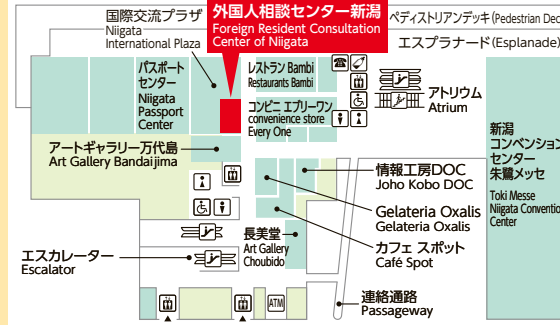 国際交流プラザ
Niigata
International Plaza
外国人相談センター新潟
Foreign Resident Consultation
Center of Niigata
ペディストリアンデッキ(Pedestrian Dec
エスプラナード(Esplanade)
パスポート
センター
Niigata
Passport
Center
レストラン Bambi
Restaurants Bambi
コンビニ エブリーワン
convenience store
Every One
アトリウム
Atrium
アートギャラリー万代島
Art Gallery Bandaijima
新潟
コンベンション
センター
朱鷺メッセ
Toki Messe
Niigata Conventio
Center
情報工房DOC
Joho Kobo DOC
Gelateria Oxalis
Gelateria Oxalis
カフェ スポット
Café Spot
長美堂
Art Gallery
Choubido
エスカレーター
Escalator
ATM
連絡通路
Passageway